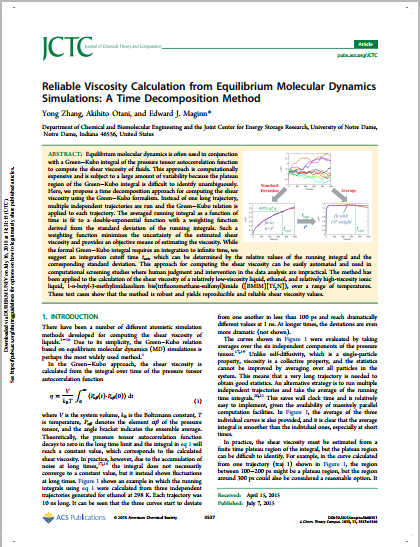 JCTC Journal of Chemical Theory and Computation
Article
pubs.acs.org/JCTC
Reliable Viscosity Calculation from Equilibrium Molecular Dynamics
Simulations: A Time Decomposition Method
Yong Zhang, Akihito Otani, and Edward J. Maginn*
Department of Chemical and Biomolecular Engineering and the Joint Center for Energy Storage Research, University of Notre Dame,
Notre Dame, Indiana 46556, United States
ABSTRACT: Equilibrium molecular dynamics is often used in conjunction
with a Green−Kubo integral of the pressure tensor autocorrelation function
to compute the shear viscosity of fluids. This approach is computationally
expensive and is subject to a large amount of variability because the plateau
region of the Green−Kubo integral is difficult to identify unambiguously.
Here, we propose a time decomposition approach for computing the shear
viscosity using the Green−Kubo formalism. Instead of one long trajectory,
multiple independent trajectories are run and the Green−Kubo relation is
applied to each trajectory. The averaged running integral as a function of
time is fit to a double-exponential function with a weighting function
derived from the standard deviation of the running integrals. Such a
weighting function minimizes the uncertainty of the estimated shear
viscosity and provides an objective means of estimating the viscosity. While
the formal Green−Kubo integral requires an integration to infinite time, we
suggest an integration cutoff time tcut, which can be determined by the relative values of the running integral and the
corresponding standard deviation. This approach for computing the shear viscosity can be easily automated and used in
computational screening studies where human judgment and intervention in the data analysis are impractical. The method has
been applied to the calculation of the shear viscosity of a relatively low-viscosity liquid, ethanol, and relatively high-viscosity ionic
liquid, 1-n-butyl-3-methylimidazolium bis(trifluoromethane-sulfonyl)imide ([BMIM][Tf2N]), over a range of temperatures.
These test cases show that the method is robust and yields reproducible and reliable shear viscosity values.
Standard
Deviation
Average
1. INTRODUCTION
There have been a number of different atomistic simulation
methods developed for computing the shear viscosity of
liquids. Due to its simplicity, the Green−Kubo relation
based on equilibrium molecular dynamics (MD) simulations is
perhaps the most widely used method.
In the Green−Kubo approach, the shear viscosity is
calculated from the integral over time of the pressure tensor
autocorrelation function
η = V/kBT ∫0∞ ⟨Pαβ(t)·Pαβ(0)⟩ dt (1)
where V is the system volume, kB is the Boltzmann constant, T
is temperature, Pαβ denotes the element αβ of the pressure
tensor, and the angle bracket indicates the ensemble average.
Theoretically, the pressure tensor autocorrelation function
decays to zero in the long time limit and the integral in eq 1 will
reach a constant value, which corresponds to the calculated
shear viscosity. In practice, however, due to the accumulation of
noise at long times, the integral does not necessarily
converge to a constant value, but it instead shows fluctuations
at long times. Figure 1 shows an example in which the running
integrals using eq 1 were calculated from three independent
trajectories generated for ethanol at 298 K. Each trajectory was
10 ns long. It can be seen that the three curves start to deviate
from one another in less than 100 ps and reach dramatically
different values at 1 ns. At longer times, the deviations are even
more dramatic (not shown).
The curves shown in Figure 1 were evaluated by taking
averages over the six independent components of the pressure
tensor. Unlike self-diffusivity, which is a single-particle
property, viscosity is a collective property, and the statistics
cannot be improved by averaging over all particles in the
system. This means that a very long trajectory is needed to
obtain good statistics. An alternative strategy is to run multiple
independent trajectories and take the average of the running
time integrals. This saves wall clock time and is relatively
easy to implement, given the availability of massively parallel
computation facilities. In Figure 1, the average of the three
individual curves is also provided, and it is clear that the average
integral is smoother than the individual ones, especially at short
times.
In practice, the shear viscosity must be estimated from a
finite time plateau region of the integral, but the plateau region
can be difficult to identify. For example, in the curve calculated
from one trajectory (traj 1) shown in Figure 1, the region
between 100−200 ps might be a plateau region, but the region
around 300 ps could also be considered a reasonable option. It
Received: April 15, 2015
Published: July 7, 2015
ACS Publications © 2015 American Chemical Society
3537